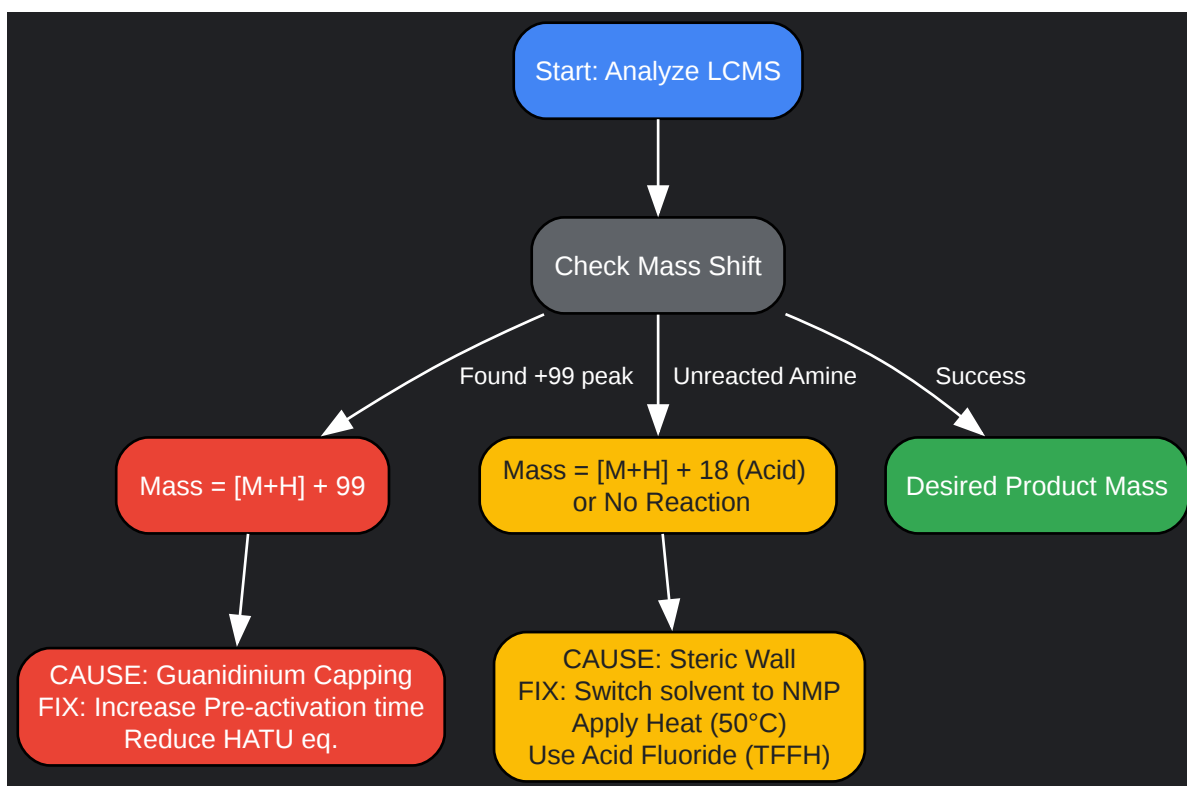 Start: Analyze LCMS
Check Mass Shift
Found +99 peak
Unreacted Amine
Success
Mass = [M+H] + 99
Mass = [M+H] + 18 (Acid)
or No Reaction
Desired Product Mass
CAUSE: Guanidinium Capping
FIX: Increase Pre-activation time
Reduce HATU eq.
CAUSE: Steric Wall
FIX: Switch solvent to NMP
Apply Heat (50°C)
Use Acid Fluoride (TFFH)